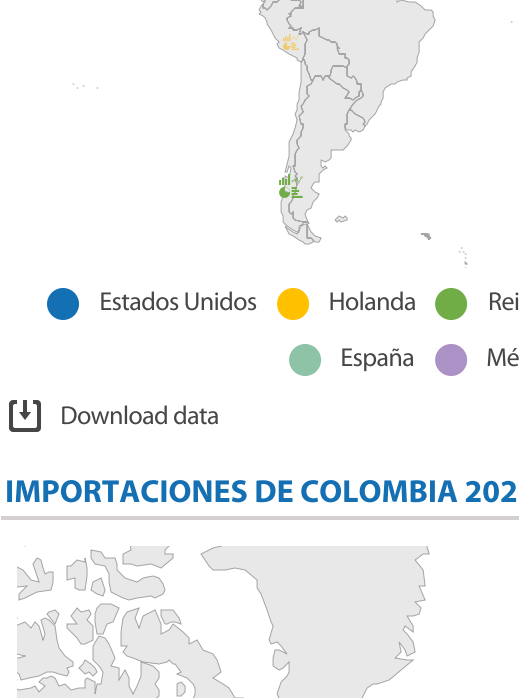 Estados Unidos Holanda Rei
España Mé
Download data
IMPORTACIONES DE COLOMBIA 202